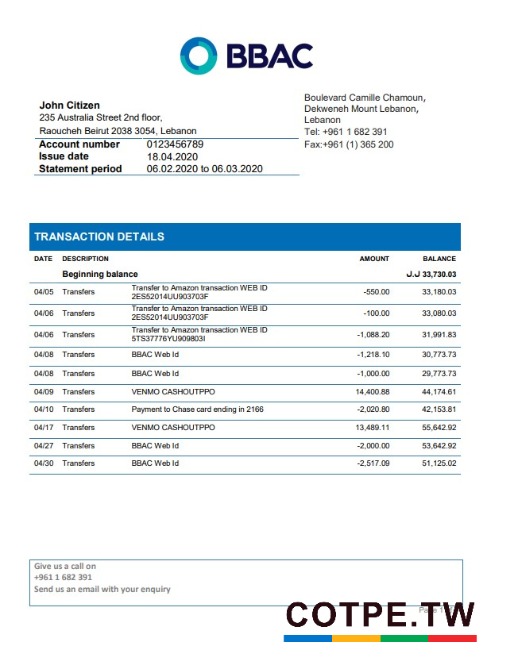 BBAC
John Citizen
235 Australia Street 2nd floor,
Raoucheh Beirut 2038 3054, Lebanon
Account number 0123456789
Issue date 18.04.2020
Statement period 06.02.2020 to 06.03.2020
Boulevard Camille Chamoun,
Dekweneh Mount Lebanon,
Lebanon
Tel: +961 1 682 391
Fax:+961 (1) 365 200
TRANSACTION DETAILS
DATE DESCRIPTION AMOUNT BALANCE
Beginning balance ل.ل 33,730.03
04/05 Transfers Transfer to Amazon transaction WEB ID 2ES52014UU903703F -550.00 33,180.03
04/06 Transfers Transfer to Amazon transaction WEB ID 2ES52014UU903703F -100.00 33,080.03
04/06 Transfers Transfer to Amazon transaction WEB ID 5TS37776YU909803I -1,088.20 31,991.83
04/08 Transfers BBAC Web Id -1,218.10 30,773.73
04/08 Transfers BBAC Web Id -1,000.00 29,773.73
04/09 Transfers VENMO CASHOUTPPO 14,400.88 44,174.61
04/10 Transfers Payment to Chase card ending in 2166 -2,020.80 42,153.81
04/17 Transfers VENMO CASHOUTPPO 13,489.11 55,642.92
04/27 Transfers BBAC Web Id -2,000.00 53,642.92
04/30 Transfers BBAC Web Id -2,517.09 51,125.02
Give us a call on
+961 1 682 391
Send us an email with your enquiry
COTPE.TW